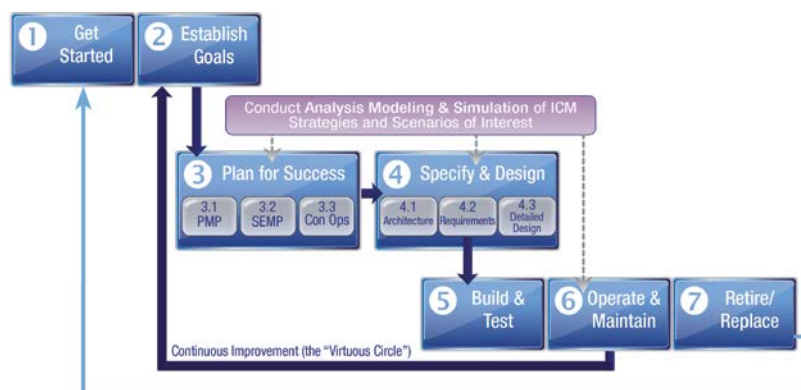 1 Get
Started
2 Establish
Goals
Conduct Analysis Modeling & Simulation of ICM
Strategies and Scenarios of Interest
3 Plan for Success
3.1
PMP
3.2
SEMP
3.3
Con Ops
4 Specify & Design
4.1
Architecture
4.2
Requirements
4.3
Detailed
Design
5 Build &
Test
6 Operate &
Maintain
7 Retire/
Replace
Continuous Improvement (the “Virtuous Circle”)